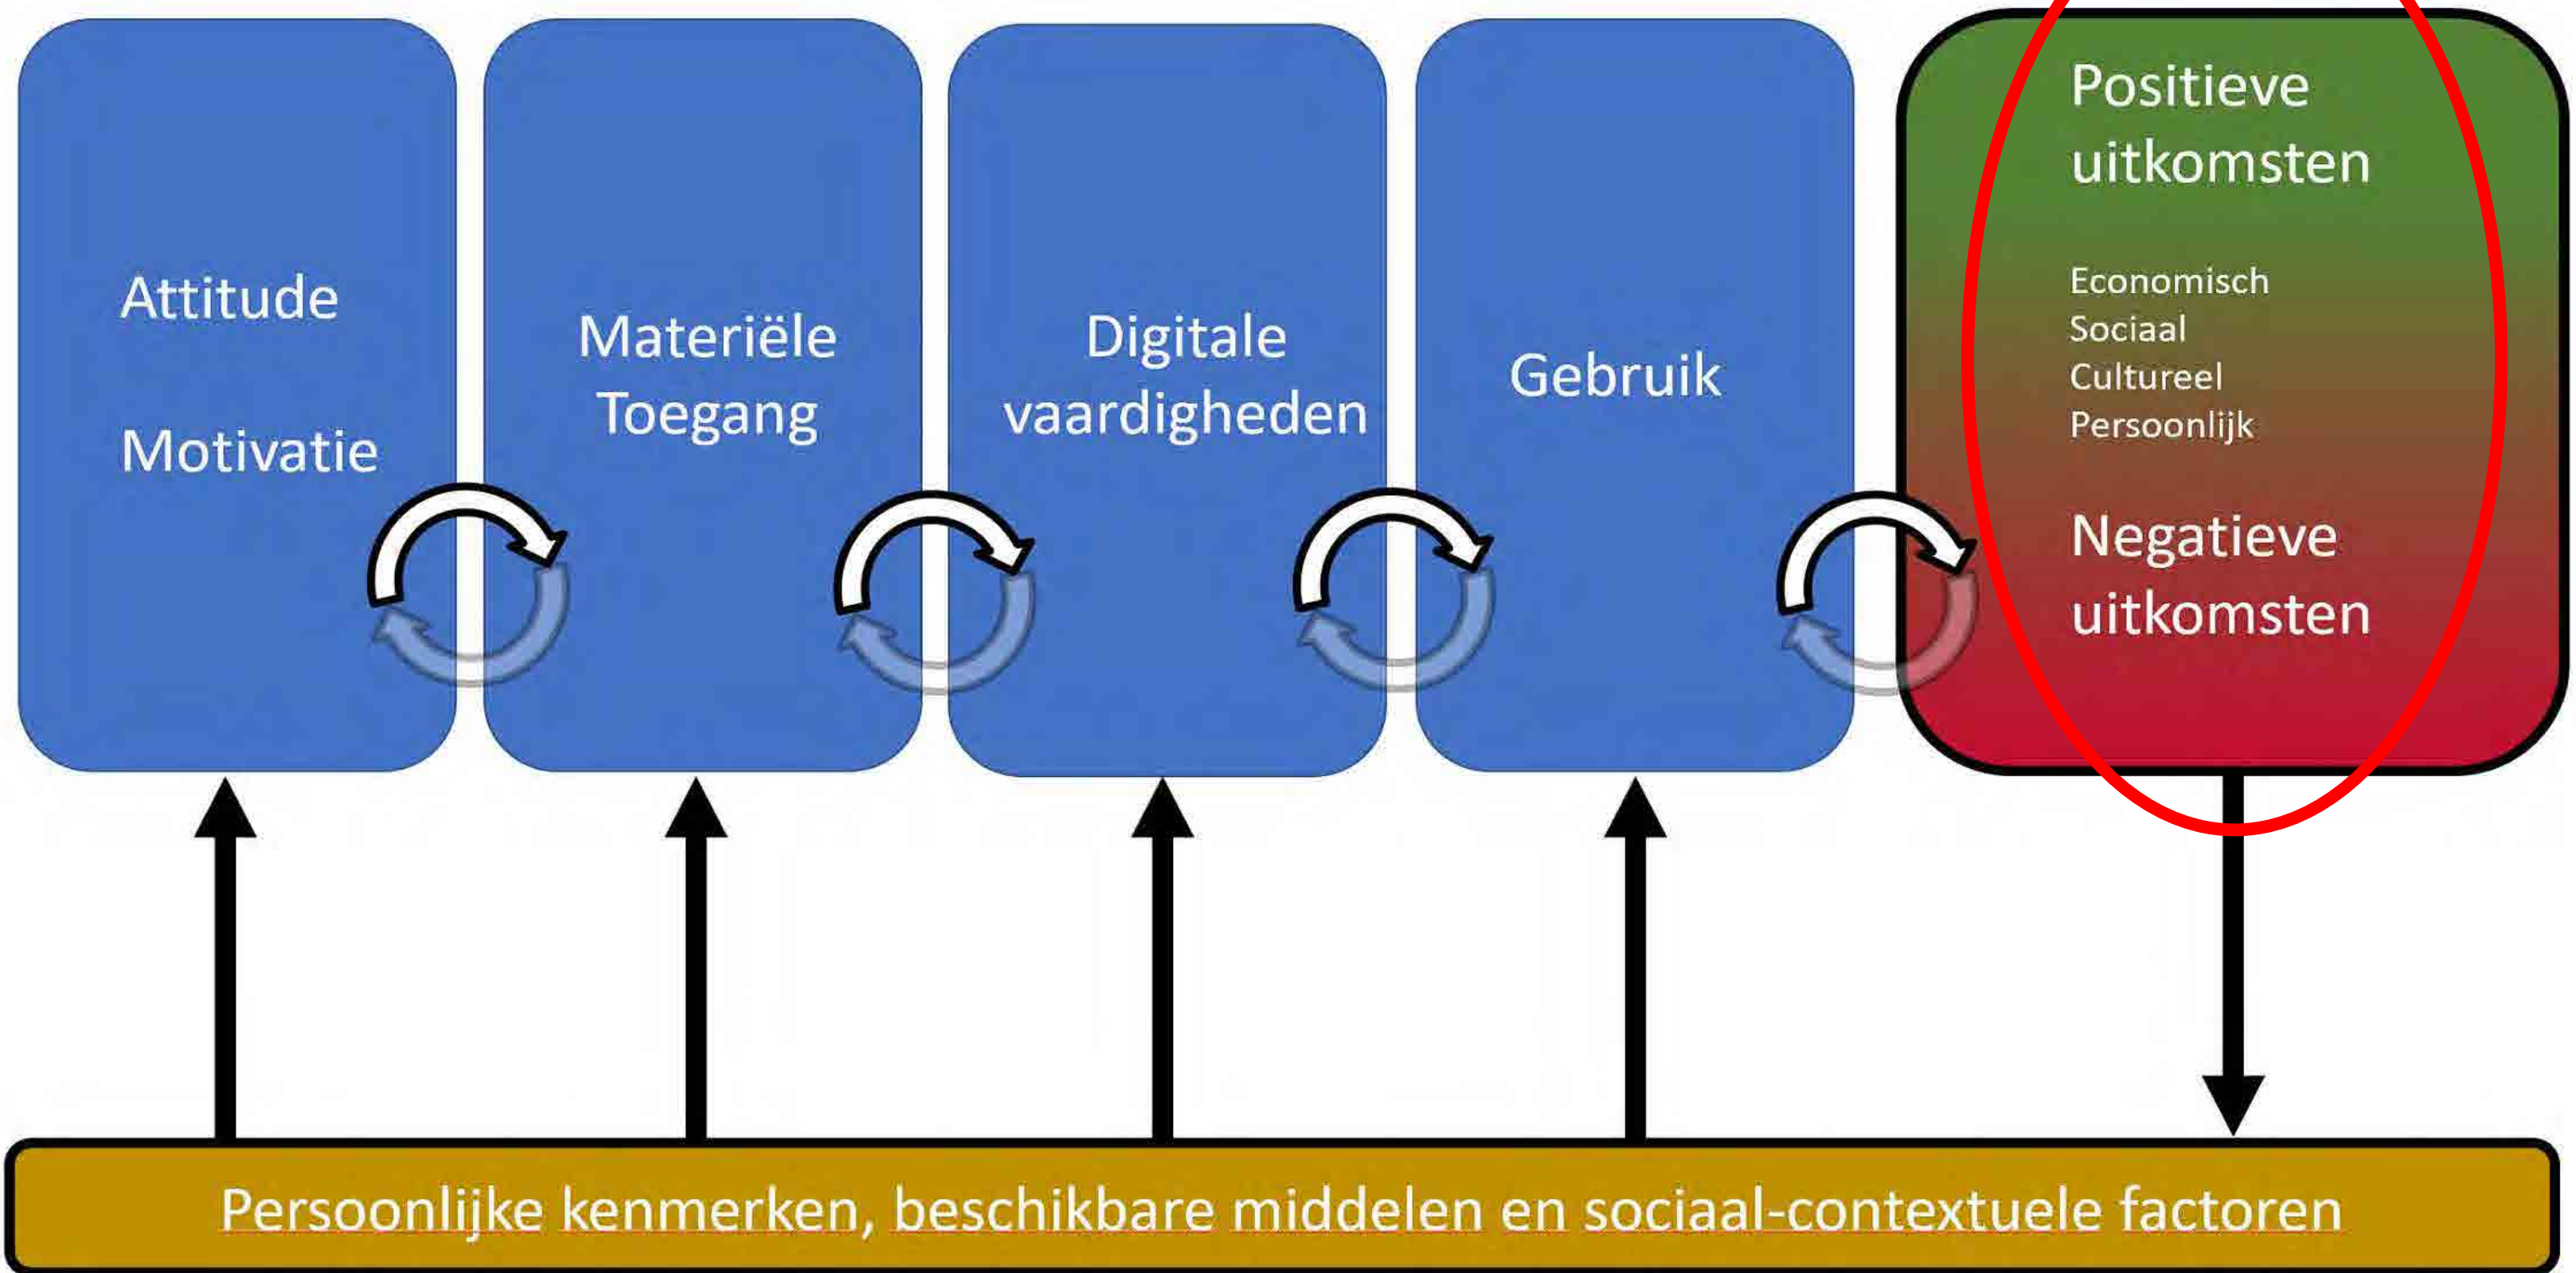 Attitude
Motivatie
Materiële
Toegang
Digitale
vaardigheden
Gebruik
Positieve
uitkomsten
Economisch
Sociaal
Cultureel
Persoonlijk
Negatieve
uitkomsten
Persoonlijke kenmerken, beschikbare middelen en sociaal-contextuele factoren